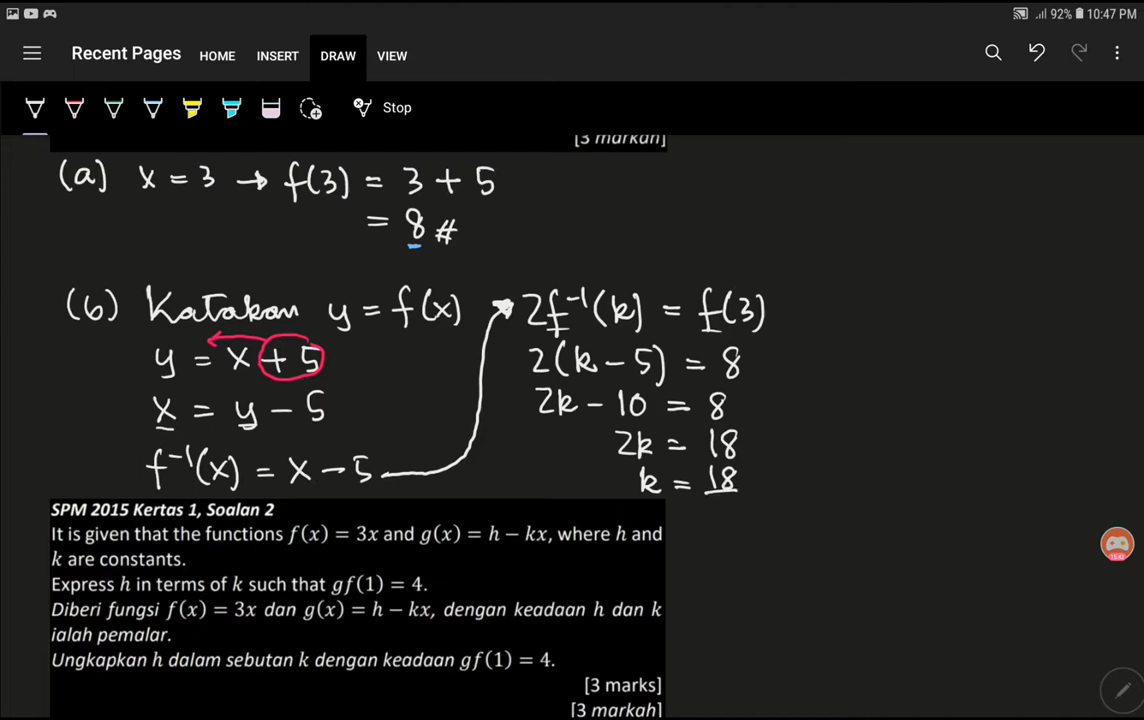 92% 10:47 PM
Recent Pages HOME INSERT DRAW VIEW
Stop
[3 markah]
(a) x = 3 → f(3) = 3 + 5
= 8 #
(b) Katakan y = f(x)
y = x + 5
x = y - 5
f⁻¹(x) = x - 5
2f⁻¹(k) = f(3)
2(k - 5) = 8
2k - 10 = 8
2k = 18
k = 18
SPM 2015 Kertas 1, Soalan 2
It is given that the functions f(x) = 3x and g(x) = h − kx, where h and
k are constants.
Express h in terms of k such that gf(1) = 4.
Diberi fungsi f(x) = 3x dan g(x) = h − kx, dengan keadaan h dan k
ialah pemalar.
Ungkapkan h dalam sebutan k dengan keadaan gf(1) = 4.
[3 marks]
[3 markah]